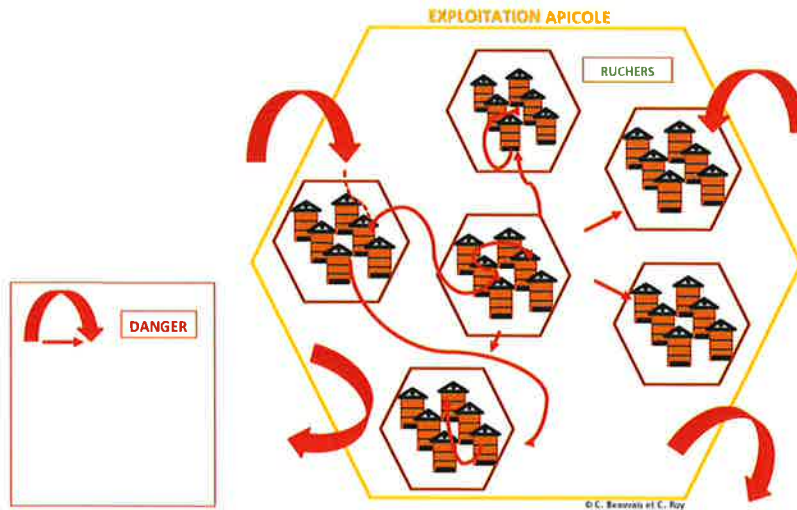 EXPLOITATION APICOLE
RUCHERS
DANGER
© C. Beauvais et C. Roy